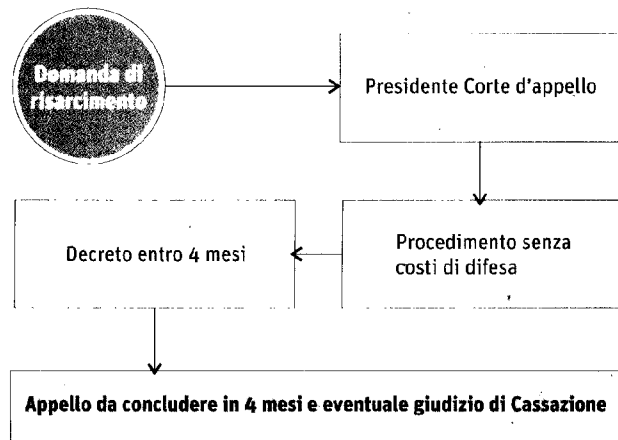 Domanda di
risarcimento
Presidente Corte d'appello
Procedimento senza
costi di difesa
Decreto entro 4 mesi
Appello da concludere in 4 mesi e eventuale giudizio di Cassazione